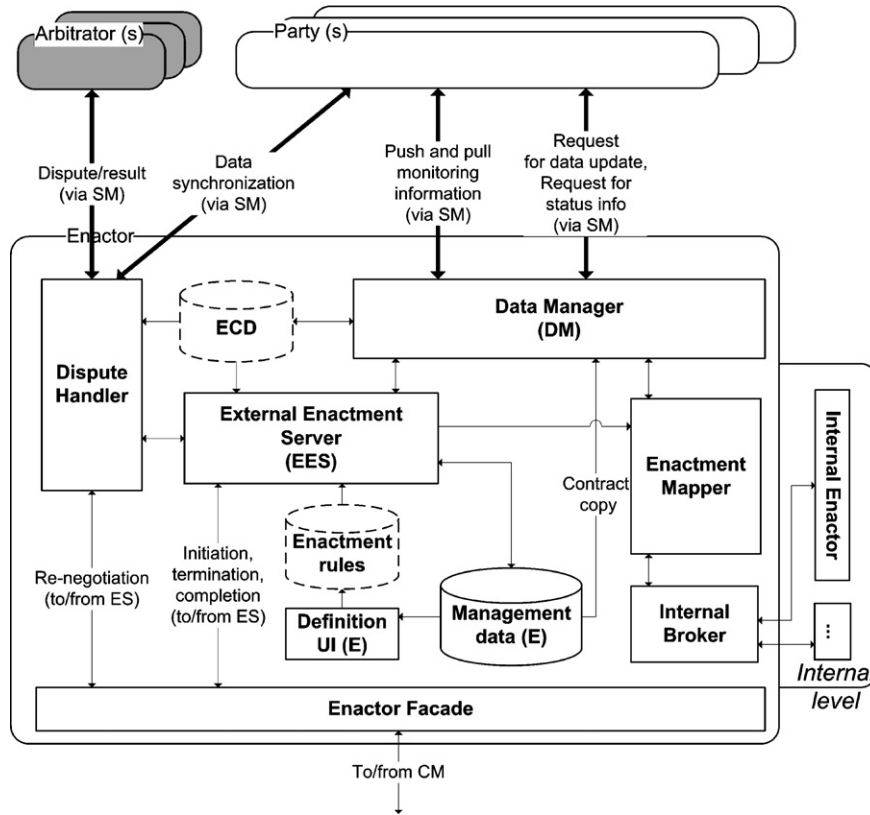 Arbitrator (s)
Party (s)
Dispute/result
(via SM)
Data
synchronization
(via SM)
Push and pull
monitoring
information
(via SM)
Request
for data update,
Request for
status info
(via SM)
Enactor
Dispute
Handler
ECD
Data Manager
(DM)
External Enactment
Server
(EES)
Enactment
Mapper
Internal Enactor
Contract
copy
Enactment
rules
Re-negotiation
(to/from ES)
Initiation,
termination,
completion
(to/from ES)
Definition
UI (E)
Management
data (E)
Internal
Broker
...
Interna
level
Enactor Facade
To/from CM